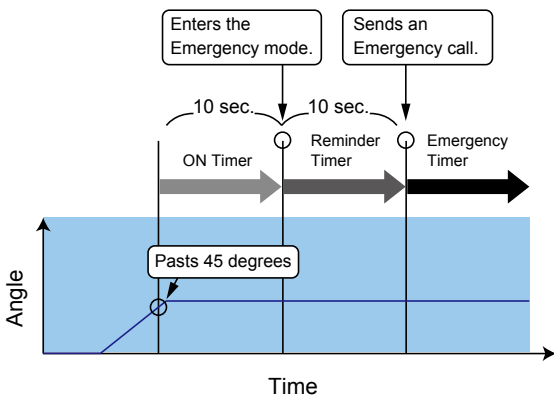 Enters the
Emergency mode.
Sends an
Emergency call.
10 sec.
10 sec.
ON Timer
Reminder
Timer
Emergency
Timer
Pasts 45 degrees
Angle
Time